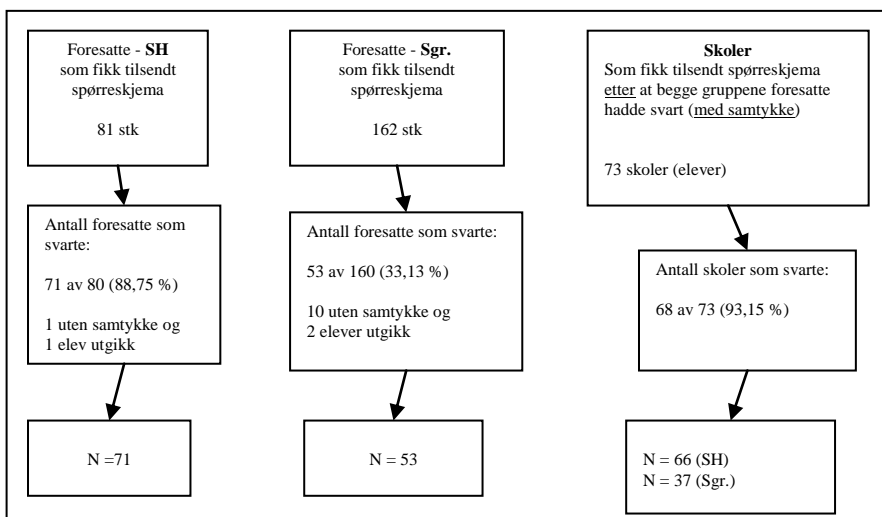 Foresatte - SH
som fikk tilsendt
spørreskjema
81 stk
Antall foresatte som
svarte:
71 av 80 (88,75 %)
1 uten samtykke og
1 elev utgikk
N =71
Foresatte - Sgr.
som fikk tilsendt
spørreskjema
162 stk
Antall foresatte som svarte:
53 av 160 (33,13 %)
10 uten samtykke og
2 elever utgikk
N = 53
Skoler
Som fikk tilsendt spørreskjema
etter at begge gruppene foresatte
hadde svart (med samtykke)
73 skoler (elever)
Antall skoler som svarte:
68 av 73 (93,15 %)
N = 66 (SH)
N = 37 (Sgr.)